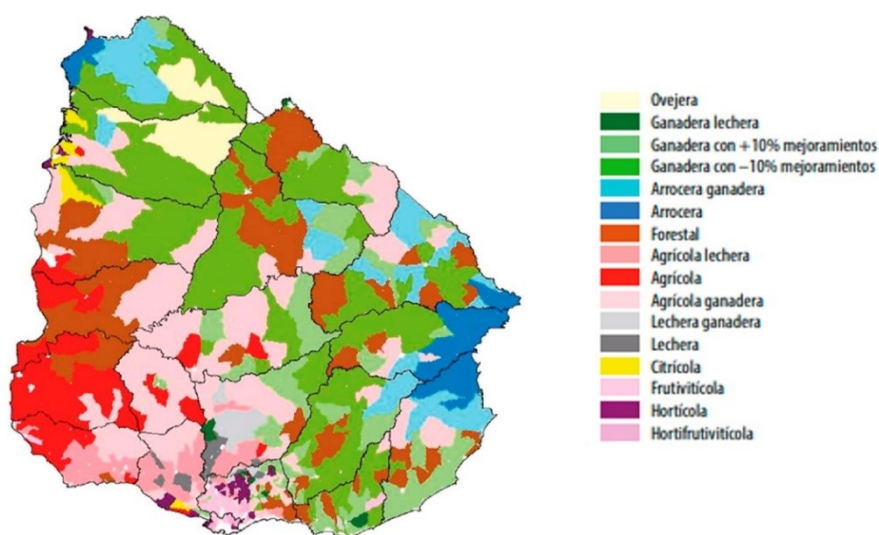 Ovejera
Ganadera lechera
Ganadera con +10% mejoramientos
Ganadera con −10% mejoramientos
Arrocera ganadera
Arrocera
Forestal
Agrícola lechera
Agrícola
Agrícola ganadera
Lechera ganadera
Lechera
Citrícola
Frutivitícola
Hortícola
Hortifrutivitícola